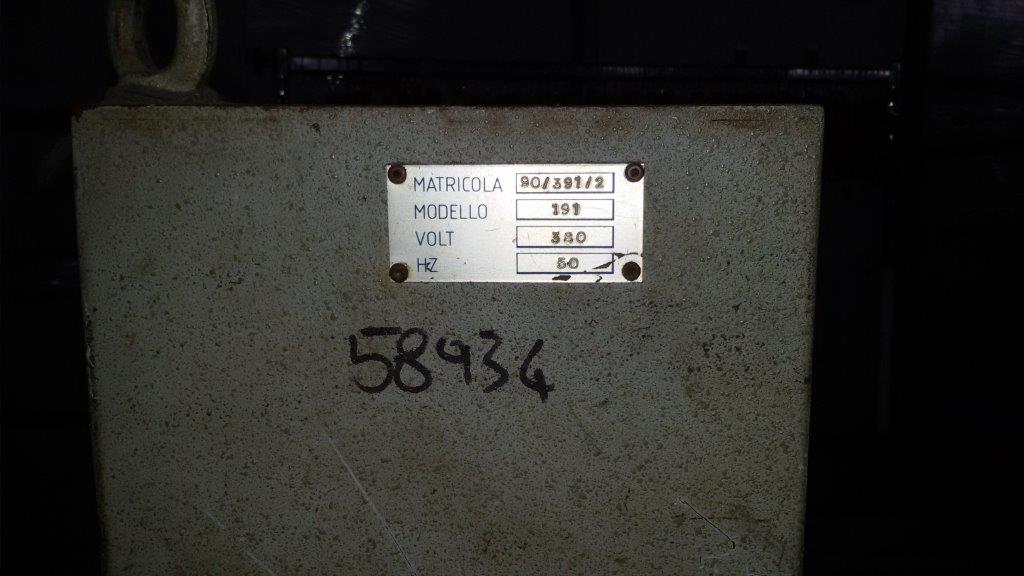 MATRICOLA 90/391/2
MODELLO 191
VOLT 380
HZ 50
58934